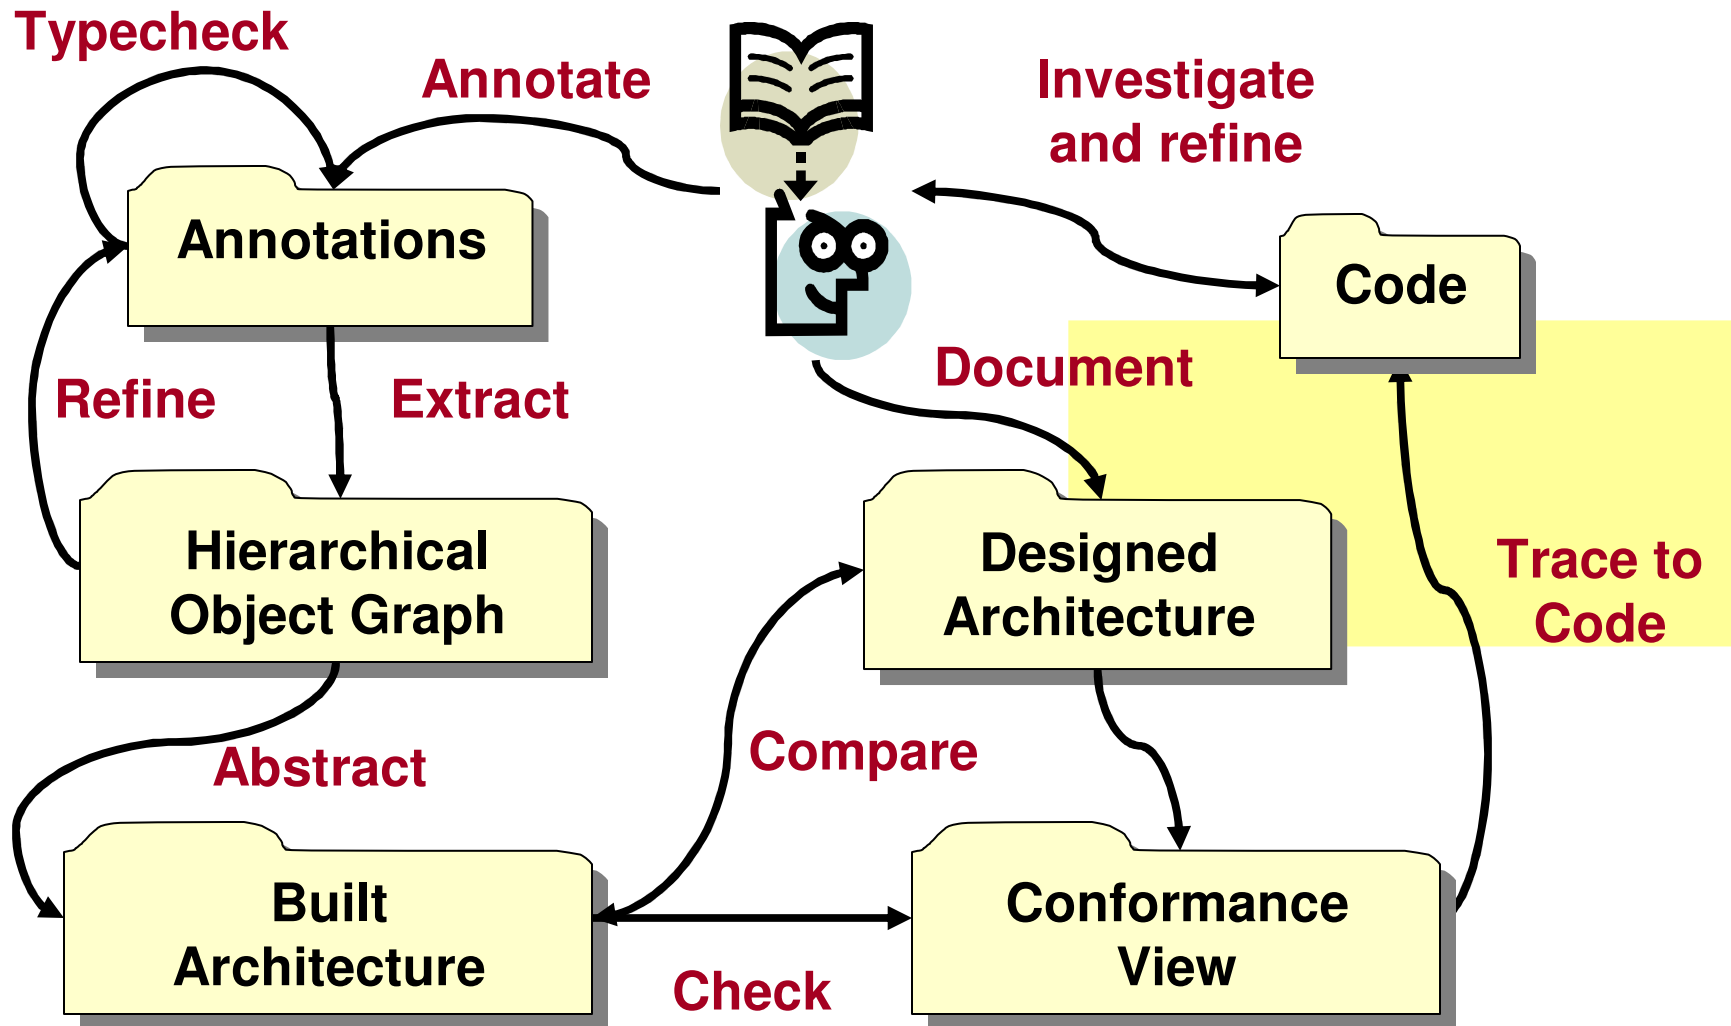 Typecheck
Annotate
Investigate
and refine
Annotations
Code
Document
Refine
Extract
Hierarchical
Object Graph
Designed
Architecture
Trace to
Code
Abstract
Compare
Built
Architecture
Conformance
View
Check